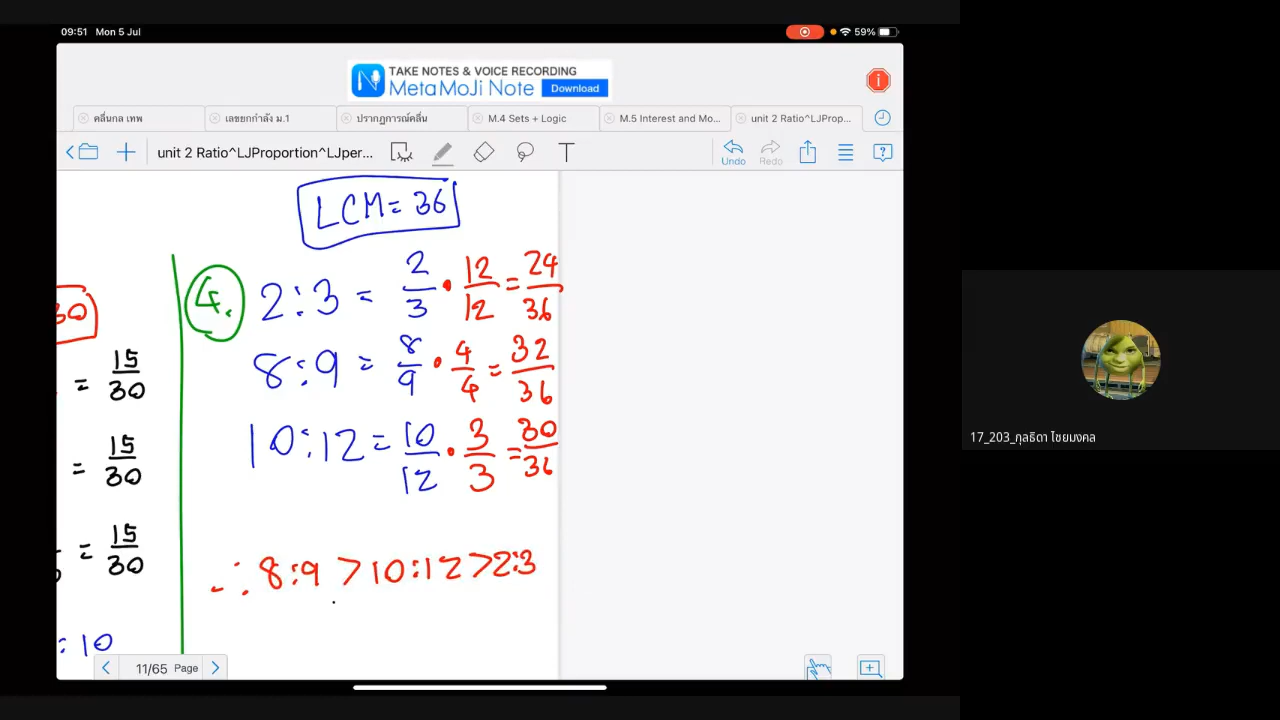 09:51 Mon 5 Jul
59%
TAKE NOTES & VOICE RECORDING
MetaMoJi Note Download
คลื่นกล เทพ
เลขยกกำลัง ม.1
ปรากฏการณ์คลื่น
M.4 Sets + Logic
M.5 Interest and Mo...
unit 2 Ratio^LJProp...
unit 2 Ratio^LJProportion^LJper...
T
Undo
Redo
LCM = 36
30
4.
2:3 = 2/3 • 12/12 = 24/36
= 15/30
8:9 = 8/9 • 4/4 = 32/36
= 15/30
10:12 = 10/12 • 3/3 = 30/36
= 15/30
∴ 8:9 > 10:12 > 2:3
: 10
11/65 Page
17_203_กุลธิดา ไชยมงคล